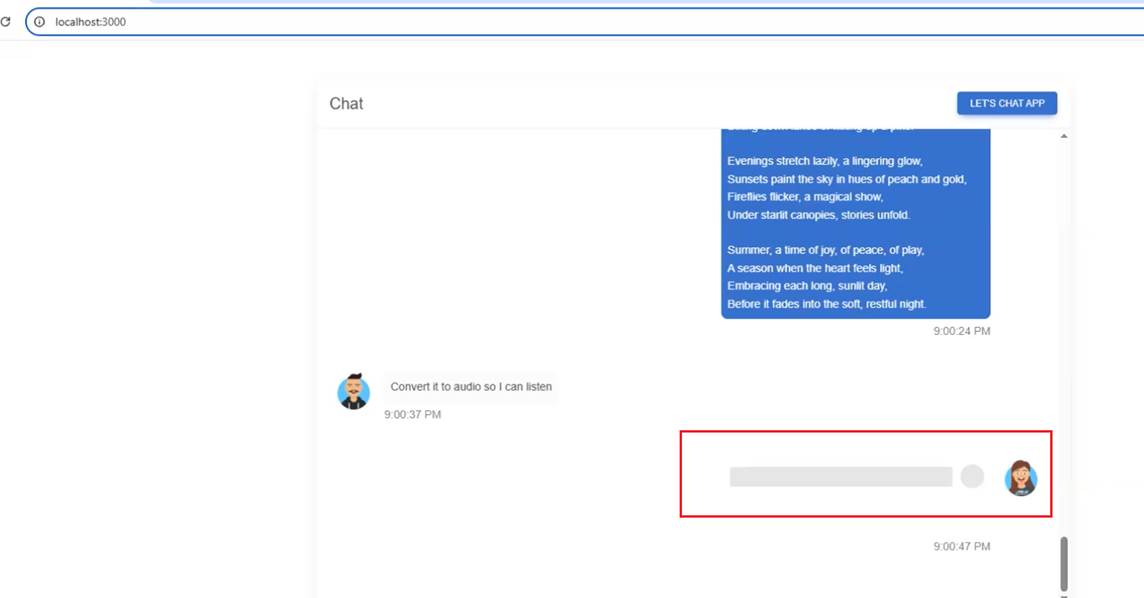 localhost:3000
Chat
LET'S CHAT APP
Evenings stretch lazily, a lingering glow,
Sunsets paint the sky in hues of peach and gold,
Fireflies flicker, a magical show,
Under starlit canopies, stories unfold.
Summer, a time of joy, of peace, of play,
A season when the heart feels light,
Embracing each long, sunlit day,
Before it fades into the soft, restful night.
9:00:24 PM
Convert it to audio so I can listen
9:00:37 PM
9:00:47 PM